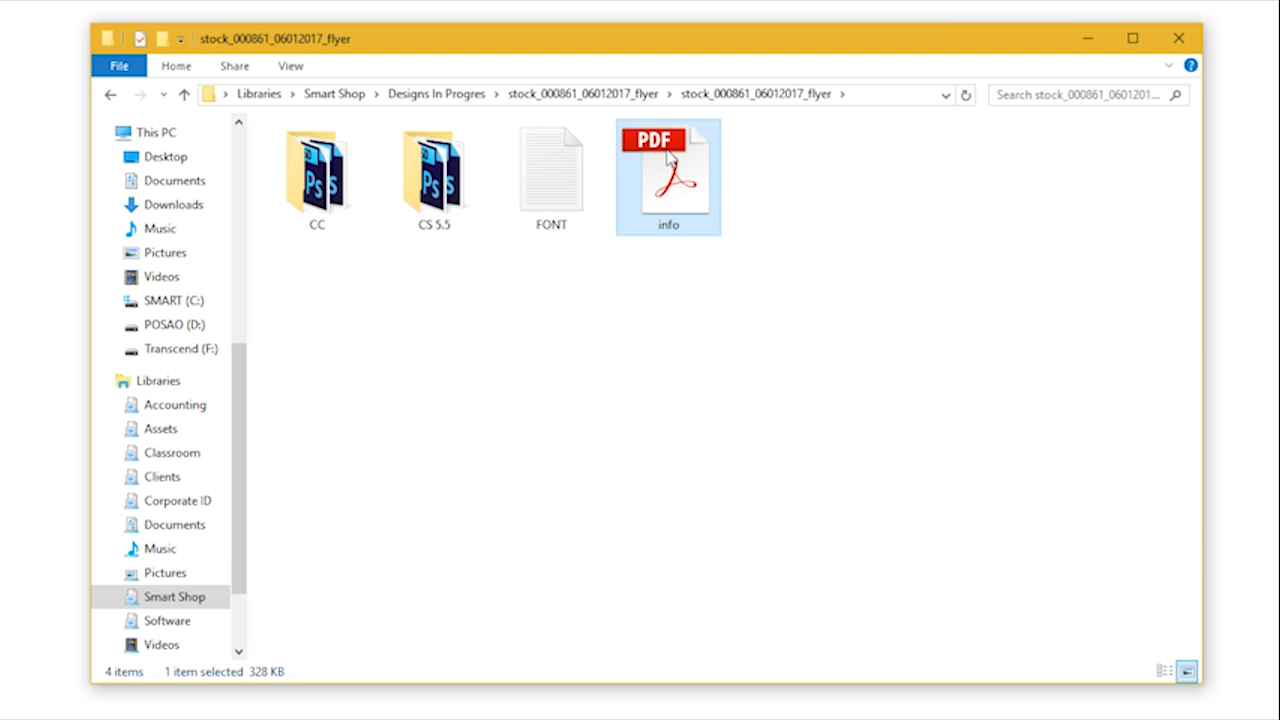 stock_000861_06012017_flyer
File Home Share View
Libraries Smart Shop Designs In Progres stock_000861_06012017_flyer stock_000861_06012017_flyer
Search stock_000861_0601201...
This PC
Desktop
Documents
Downloads
Music
Pictures
Videos
SMART (C:)
POSAO (D:)
Transcend (F:)
Libraries
Accounting
Assets
Classroom
Clients
Corporate ID
Documents
Music
Pictures
Smart Shop
Software
Videos
Ps
Ps
PDF
CC CS 5.5 FONT info
4 items 1 item selected 328 KB